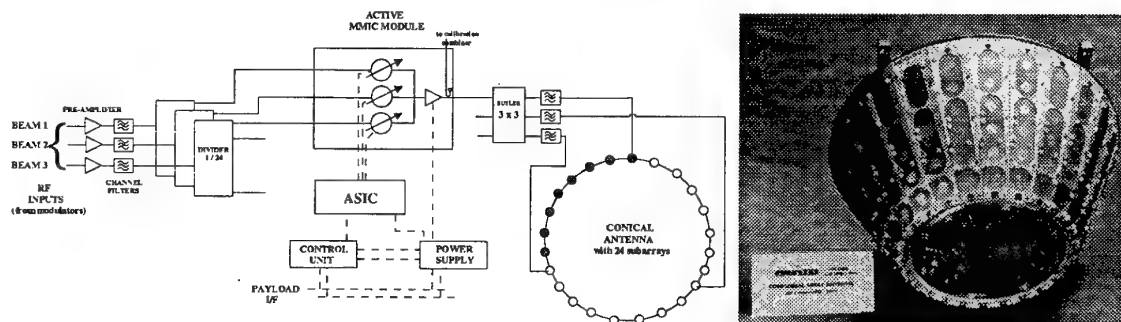 ACTIVE
MMIC MODULE
to calibration
combiner
PRE-AMPLIFIER
BEAM 1
BEAM 2
BEAM 3
RF
INPUTS
(from modulators)
CHANNEL
FILTERS
DIVIDER
1 / 24
BUTLER
3 x 3
ASIC
CONTROL
UNIT
POWER
SUPPLY
PAYLOAD
I/F
CONICAL
ANTENNA
with 24 subarrays